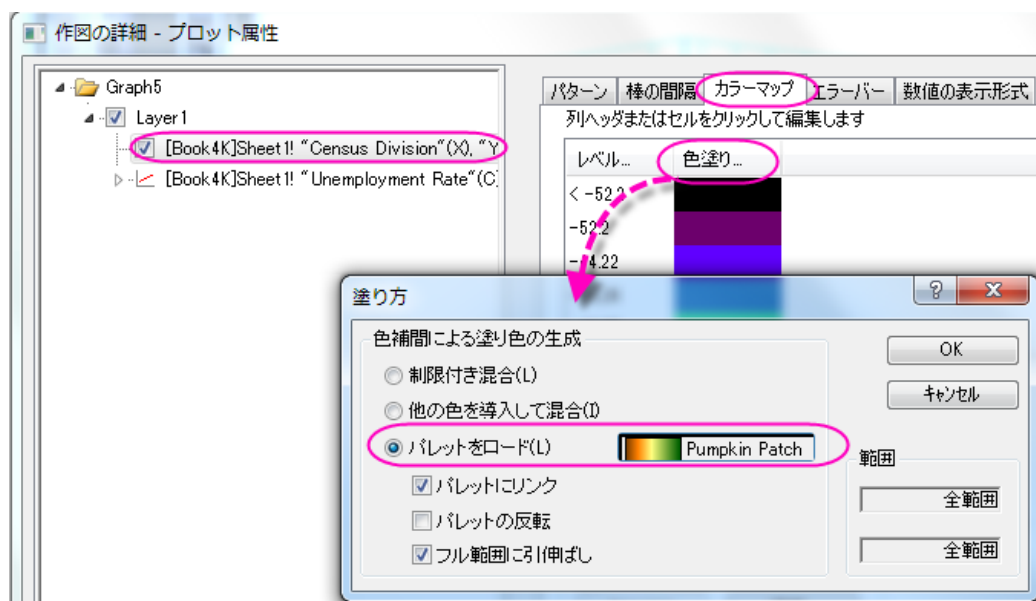 作図の詳細 - プロット属性
Graph5
Layer1
[Book4K]Sheet1! "Census Division"(X), "Y
[Book4K]Sheet1! "Unemployment Rate"(C)
パターン 棒の間隔 カラーマップ エラーバー 数値の表示形式
列ヘッダまたはセルをクリックして編集します
レベル... 色塗り...
< -52.2
-52.2
-44.22
塗り方
色補間による塗り色の生成
制限付き混合(L)
他の色を導入して混合(I)
パレットをロード(L) Pumpkin Patch
パレットにリンク
パレットの反転
フル範囲に引伸ばし
OK
キャンセル
範囲
全範囲
全範囲